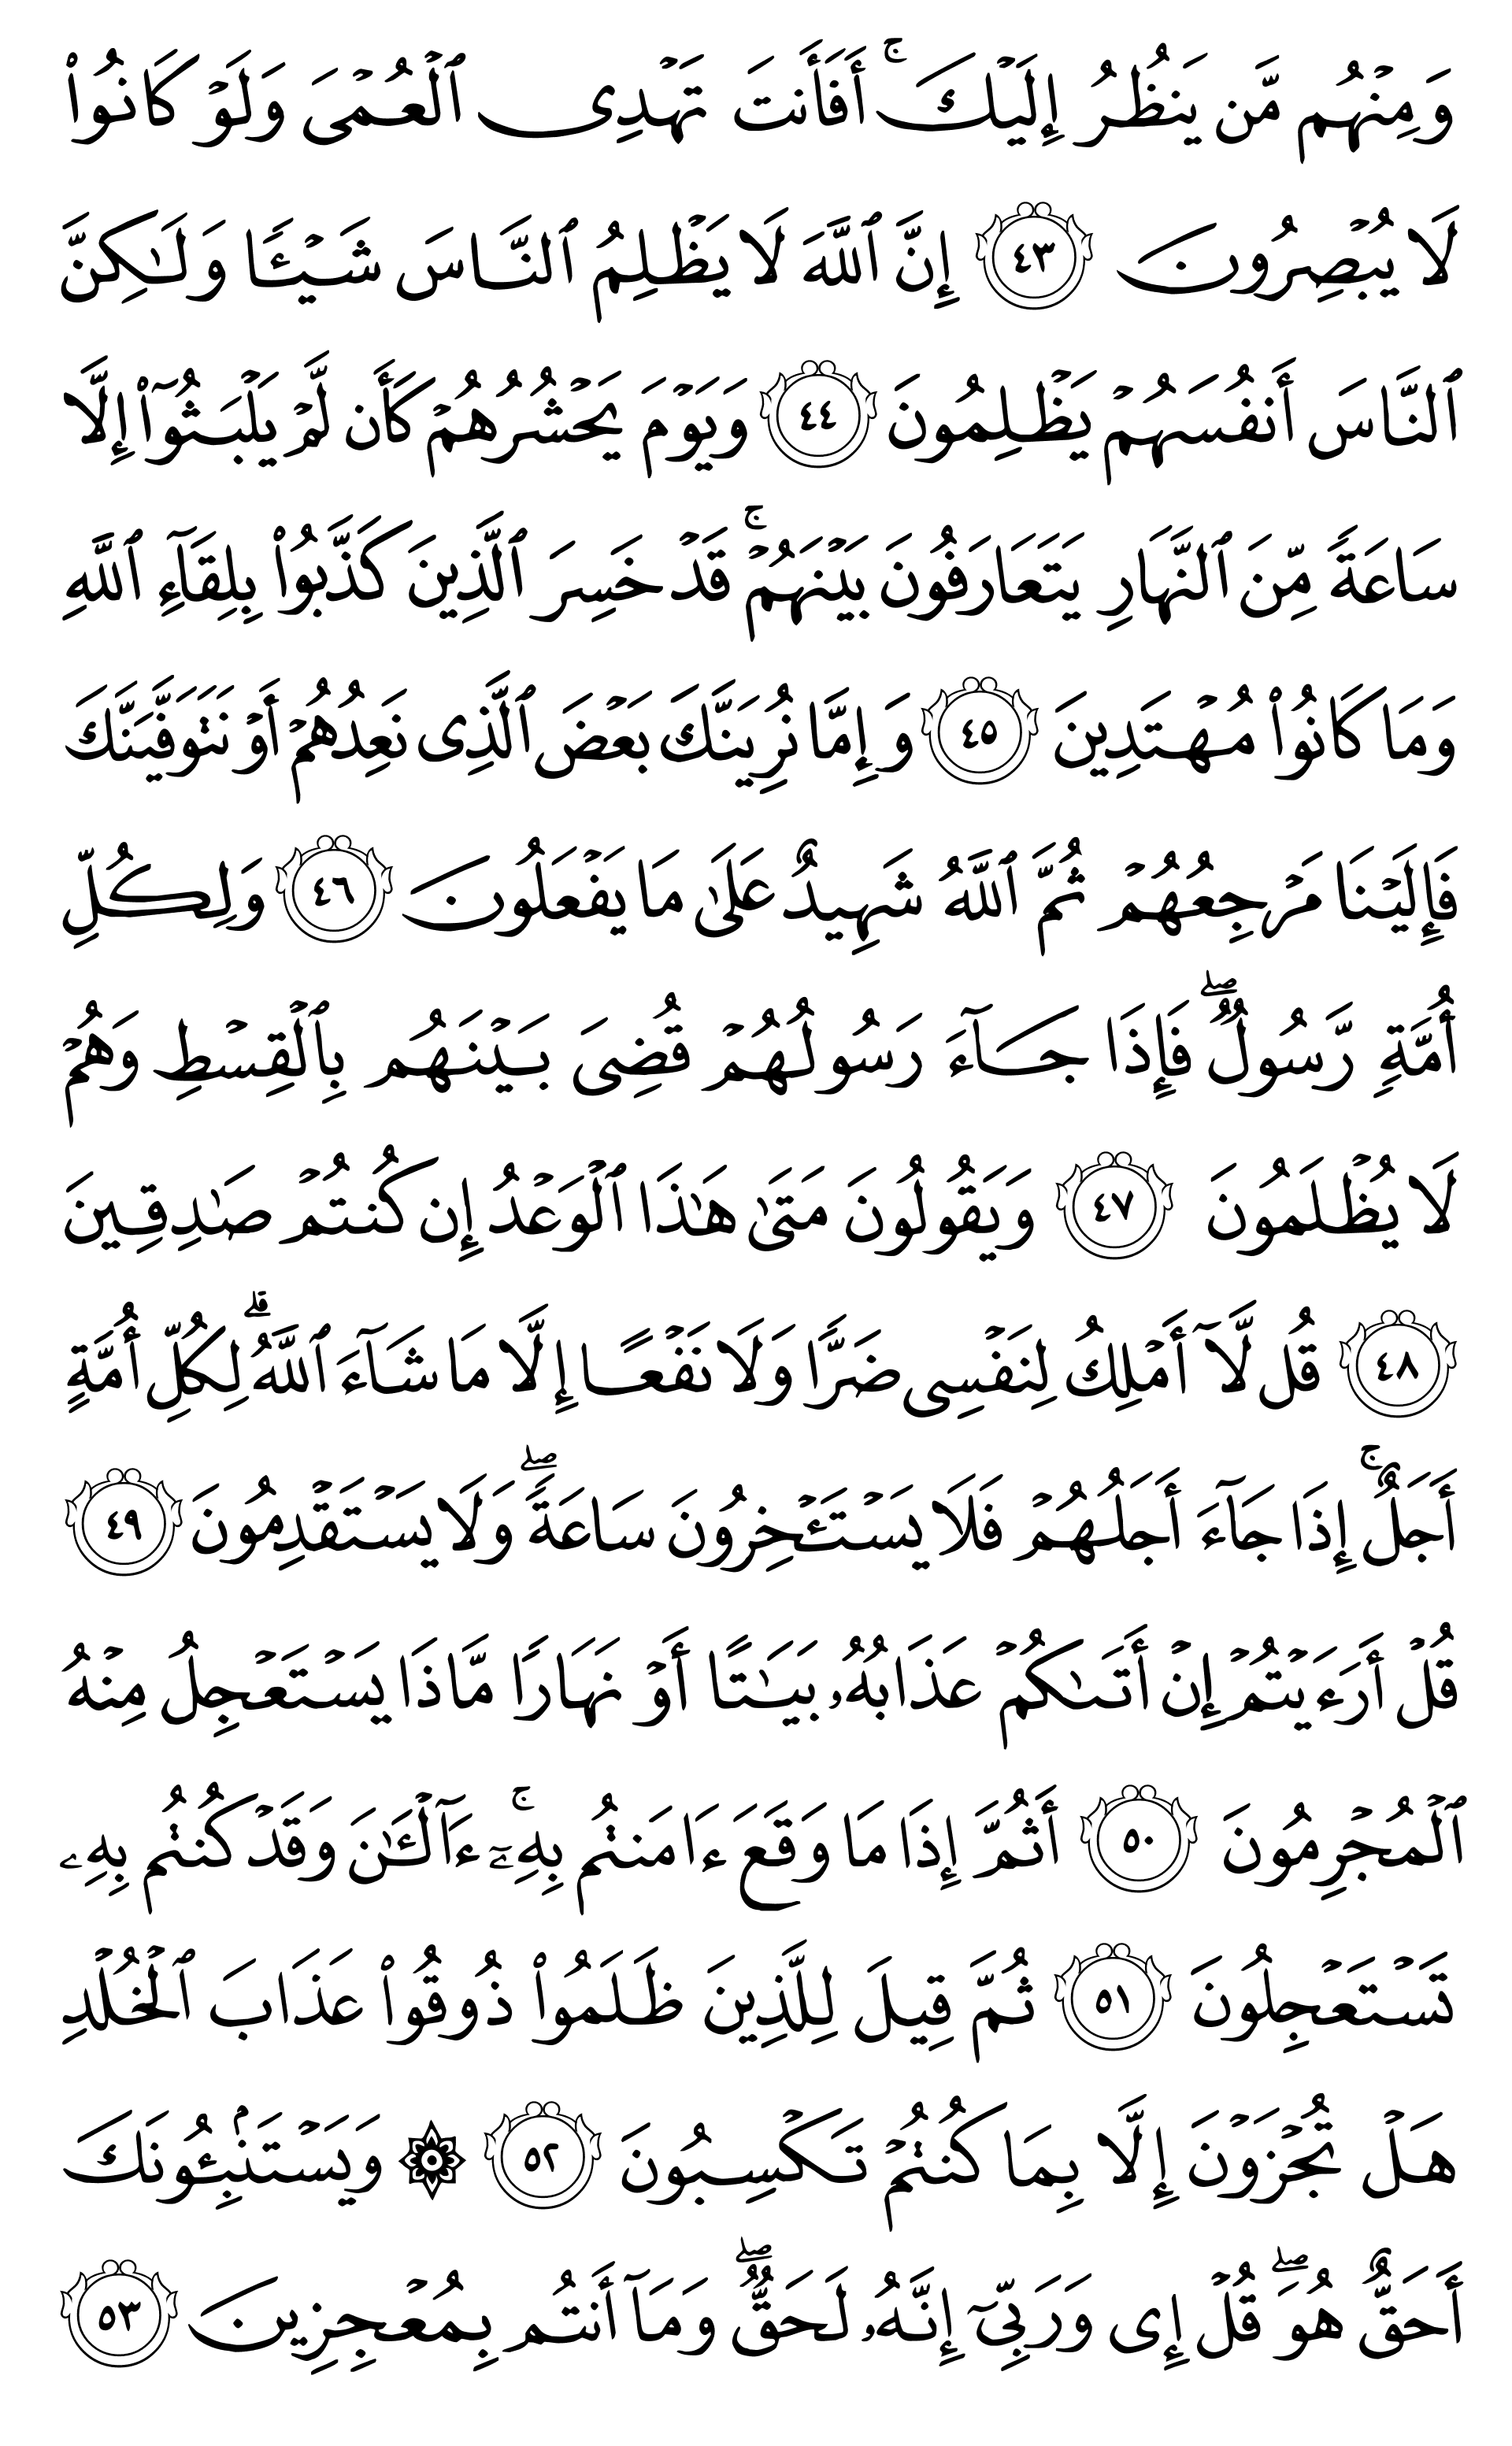 وَمِنۡهُم مَّن يَنظُرُ إِلَيۡكَۚ أَفَأَنتَ تَهۡدِي ٱلۡعُمۡيَ وَلَوۡ كَانُواْ
لَا يُبۡصِرُونَ ٤٣ إِنَّ ٱللَّهَ لَا يَظۡلِمُ ٱلنَّاسَ شَيۡـٔٗا وَلَٰكِنَّ
ٱلنَّاسَ أَنفُسَهُمۡ يَظۡلِمُونَ ٤٤ وَيَوۡمَ يَحۡشُرُهُمۡ كَأَن لَّمۡ يَلۡبَثُوٓاْ إِلَّا
سَاعَةٗ مِّنَ ٱلنَّهَارِ يَتَعَارَفُونَ بَيۡنَهُمۡۚ قَدۡ خَسِرَ ٱلَّذِينَ كَذَّبُواْ بِلِقَآءِ ٱللَّهِ
وَمَا كَانُواْ مُهۡتَدِينَ ٤٥ وَإِمَّا نُرِيَنَّكَ بَعۡضَ ٱلَّذِي نَعِدُهُمۡ أَوۡ نَتَوَفَّيَنَّكَ
فَإِلَيۡنَا مَرۡجِعُهُمۡ ثُمَّ ٱللَّهُ شَهِيدٌ عَلَىٰ مَا يَفۡعَلُونَ ٤٦ وَلِكُلِّ
أُمَّةٖ رَّسُولٞۖ فَإِذَا جَآءَ رَسُولُهُمۡ قُضِيَ بَيۡنَهُم بِٱلۡقِسۡطِ وَهُمۡ
لَا يُظۡلَمُونَ ٤٧ وَيَقُولُونَ مَتَىٰ هَٰذَا ٱلۡوَعۡدُ إِن كُنتُمۡ صَٰدِقِينَ
٤٨ قُل لَّآ أَمۡلِكُ لِنَفۡسِي ضَرّٗا وَلَا نَفۡعًا إِلَّا مَا شَآءَ ٱللَّهُۗ لِكُلِّ أُمَّةٍ
أَجَلٌۚ إِذَا جَآءَ أَجَلُهُمۡ فَلَا يَسۡتَـٔۡخِرُونَ سَاعَةٗۖ وَلَا يَسۡتَقۡدِمُونَ ٤٩
قُلۡ أَرَءَيۡتُمۡ إِنۡ أَتَىٰكُمۡ عَذَابُهُۥ بَيَٰتًا أَوۡ نَهَارٗا مَّاذَا يَسۡتَعۡجِلُ مِنۡهُ
ٱلۡمُجۡرِمُونَ ٥٠ أَثُمَّ إِذَا مَا وَقَعَ ءَامَنتُم بِهِۦٓۚ ءَآلۡـَٰٔنَ وَقَدۡ كُنتُم بِهِۦ
تَسۡتَعۡجِلُونَ ٥١ ثُمَّ قِيلَ لِلَّذِينَ ظَلَمُواْ ذُوقُواْ عَذَابَ ٱلۡخُلۡدِ
هَلۡ تُجۡزَوۡنَ إِلَّا بِمَا كُنتُمۡ تَكۡسِبُونَ ٥٢ ۞ وَيَسۡتَنۢبِـُٔونَكَ
أَحَقٌّ هُوَۖ قُلۡ إِي وَرَبِّيٓ إِنَّهُۥ لَحَقّٞۖ وَمَآ أَنتُم بِمُعۡجِزِينَ ٥٣